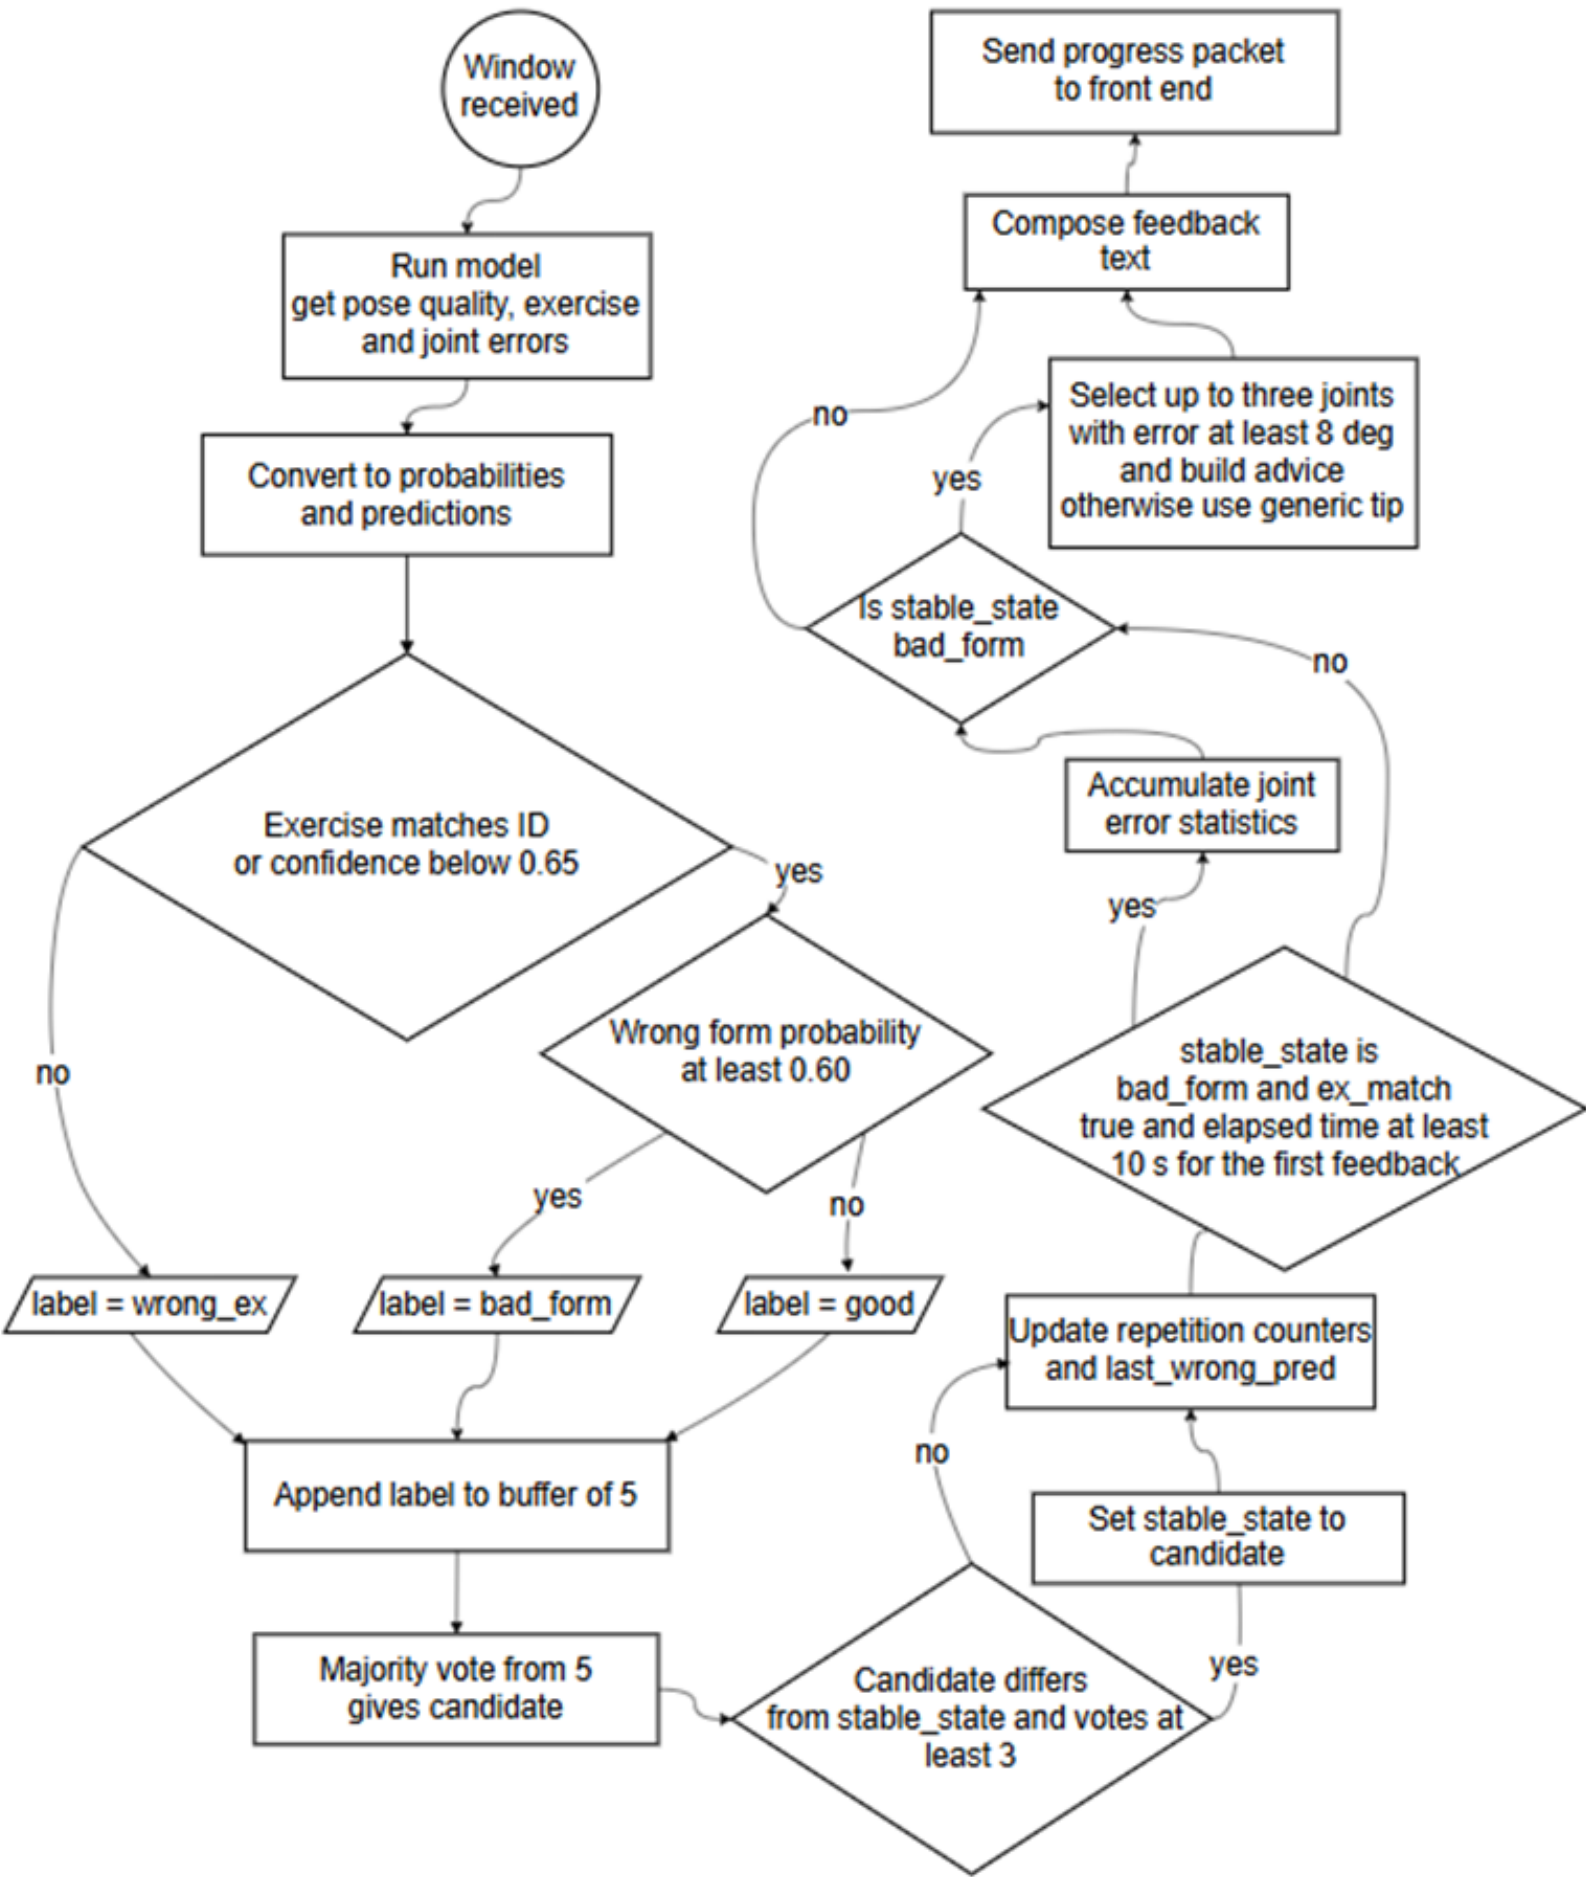 Window
received
Run model
get pose quality, exercise
and joint errors
Convert to probabilities
and predictions
Exercise matches ID
or confidence below 0.65
no
yes
Wrong form probability
at least 0.60
yes
no
label = wrong_ex
label = bad_form
label = good
Append label to buffer of 5
Majority vote from 5
gives candidate
Candidate differs
from stable_state and votes at
least 3
no
yes
Set stable_state to
candidate
Update repetition counters
and last_wrong_pred
stable_state is
bad_form and ex_match
true and elapsed time at least
10 s for the first feedback
yes
no
Accumulate joint
error statistics
Is stable_state
bad_form
no
yes
Select up to three joints
with error at least 8 deg
and build advice
otherwise use generic tip
Compose feedback
text
Send progress packet
to front end